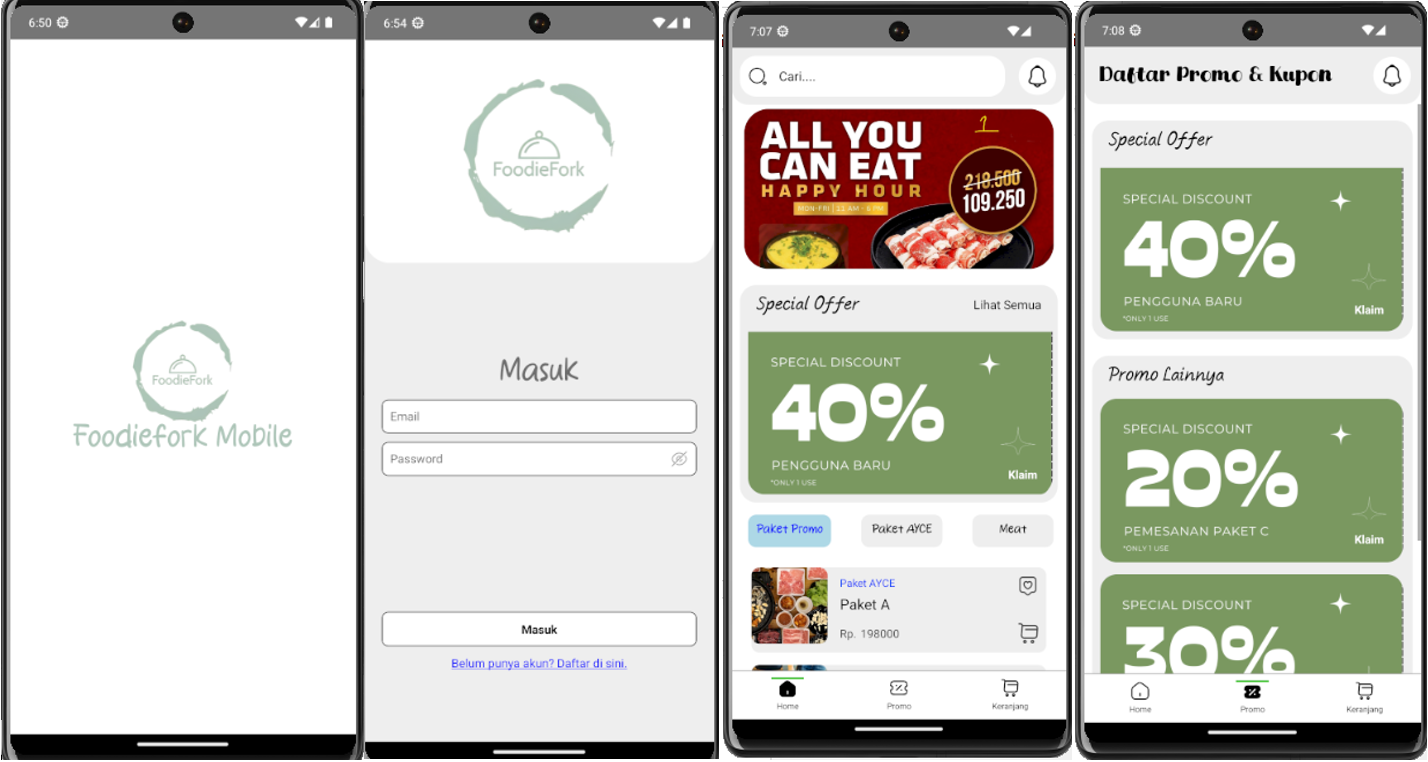 6:50
FoodieFork
Foodiefork Mobile
6:54
FoodieFork
Masuk
Email
Password
Masuk
Belum punya akun? Daftar di sini.
7:07
Cari....
1
ALL YOU
CAN EAT
HAPPY HOUR
MON-FRI | 11 AM - 5 PM
218.500
109.250
Special Offer
Lihat Semua
SPECIAL DISCOUNT
40%
PENGGUNA BARU
*ONLY 1 USE
Klaim
Paket Promo
Paket AYCE
Meat
Paket AYCE
Paket A
Rp. 198000
Home
Promo
Keranjang
7:08
Daftar Promo & Kupon
Special Offer
SPECIAL DISCOUNT
40%
PENGGUNA BARU
*ONLY 1 USE
Klaim
Promo Lainnya
SPECIAL DISCOUNT
20%
PEMESANAN PAKET C
*ONLY 1 USE
Klaim
SPECIAL DISCOUNT
30%
Home
Promo
Keranjang